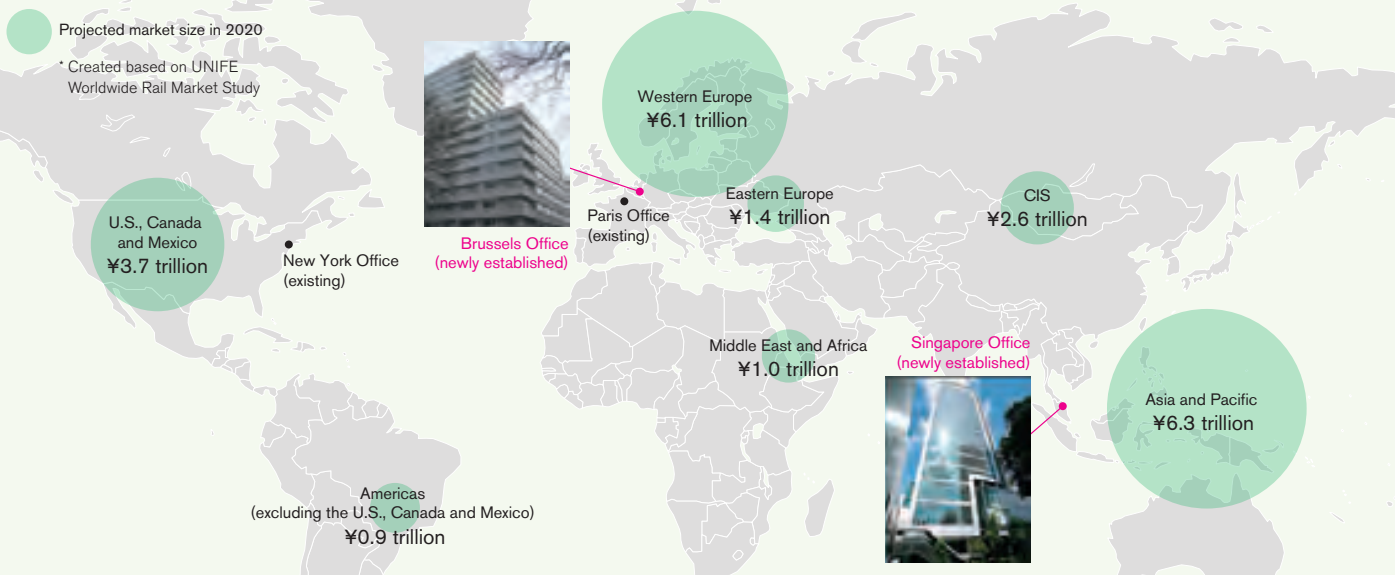 Projected market size in 2020
* Created based on UNIFE
Worldwide Rail Market Study
Western Europe
¥6.1 trillion
Eastern Europe
¥1.4 trillion
CIS
¥2.6 trillion
U.S., Canada
and Mexico
¥3.7 trillion
New York Office
(existing)
Brussels Office
(newly established)
Paris Office
(existing)
Middle East and Africa
¥1.0 trillion
Singapore Office
(newly established)
Asia and Pacific
¥6.3 trillion
Americas
(excluding the U.S., Canada and Mexico)
¥0.9 trillion